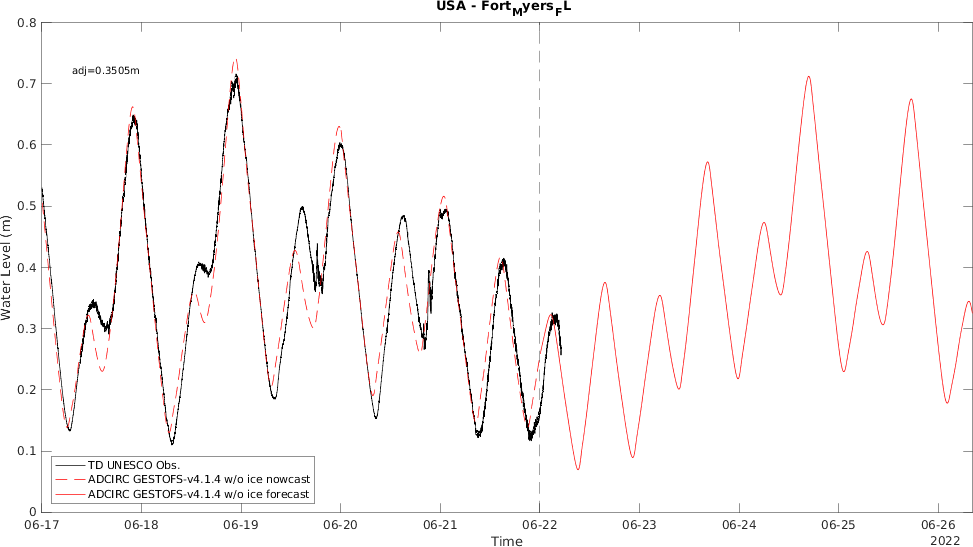 USA - Fort_Myers_FL
adj=0.3505m
0.8
0.7
0.6
0.5
0.4
0.3
0.2
0.1
0
Water Level (m)
TD UNESCO Obs.
ADCIRC GESTOFS-v4.1.4 w/o ice nowcast
ADCIRC GESTOFS-v4.1.4 w/o ice forecast
06-17 06-18 06-19 06-20 06-21 06-22 06-23 06-24 06-25 06-26
Time
2022